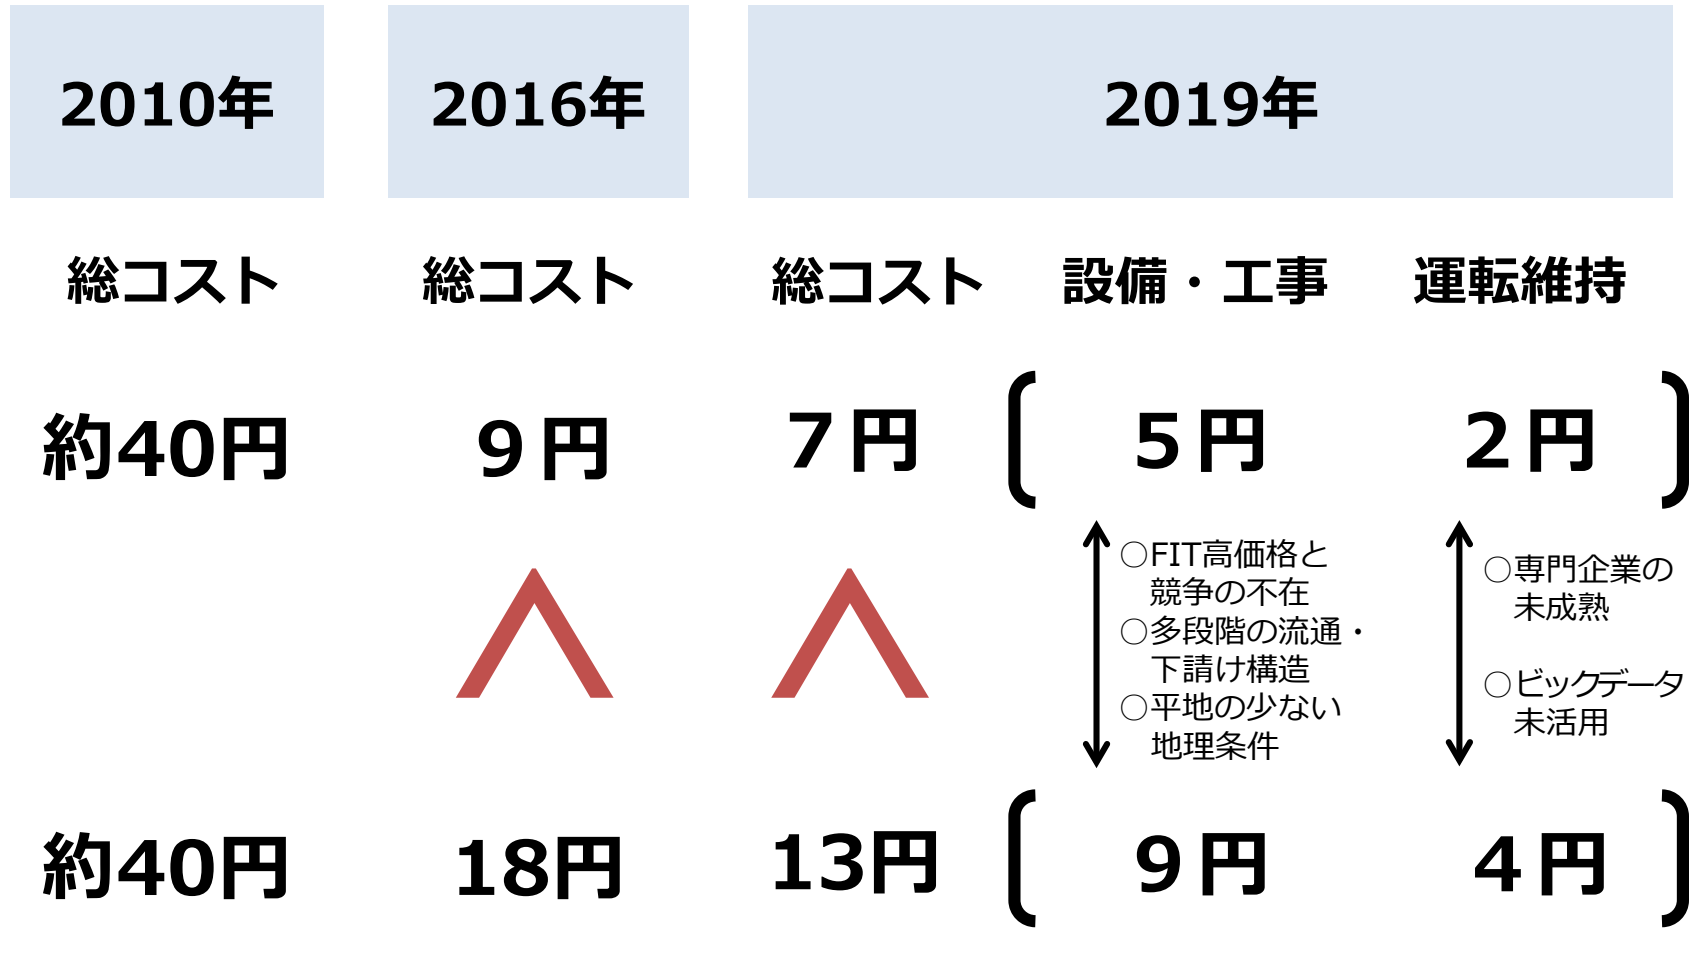 2010年 2016年 2019年
総コスト 総コスト 総コスト 設備・工事 運転維持
約40円 9円 7円 5円 2円
○FIT高価格と
競争の不在
○多段階の流通・
下請け構造
○平地の少ない
地理条件
○専門企業の
未成熟
○ビックデータ
未活用
約40円 18円 13円 9円 4円